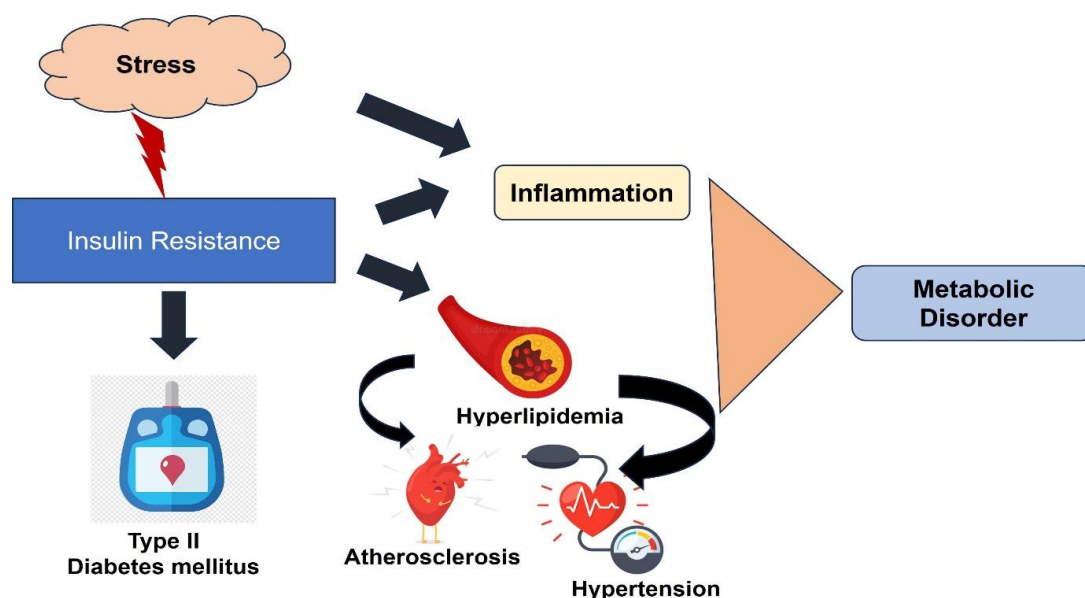 Stress
Insulin Resistance
Inflammation
Metabolic
Disorder
Hyperlipidemia
Type II
Diabetes mellitus
Atherosclerosis
Hypertension